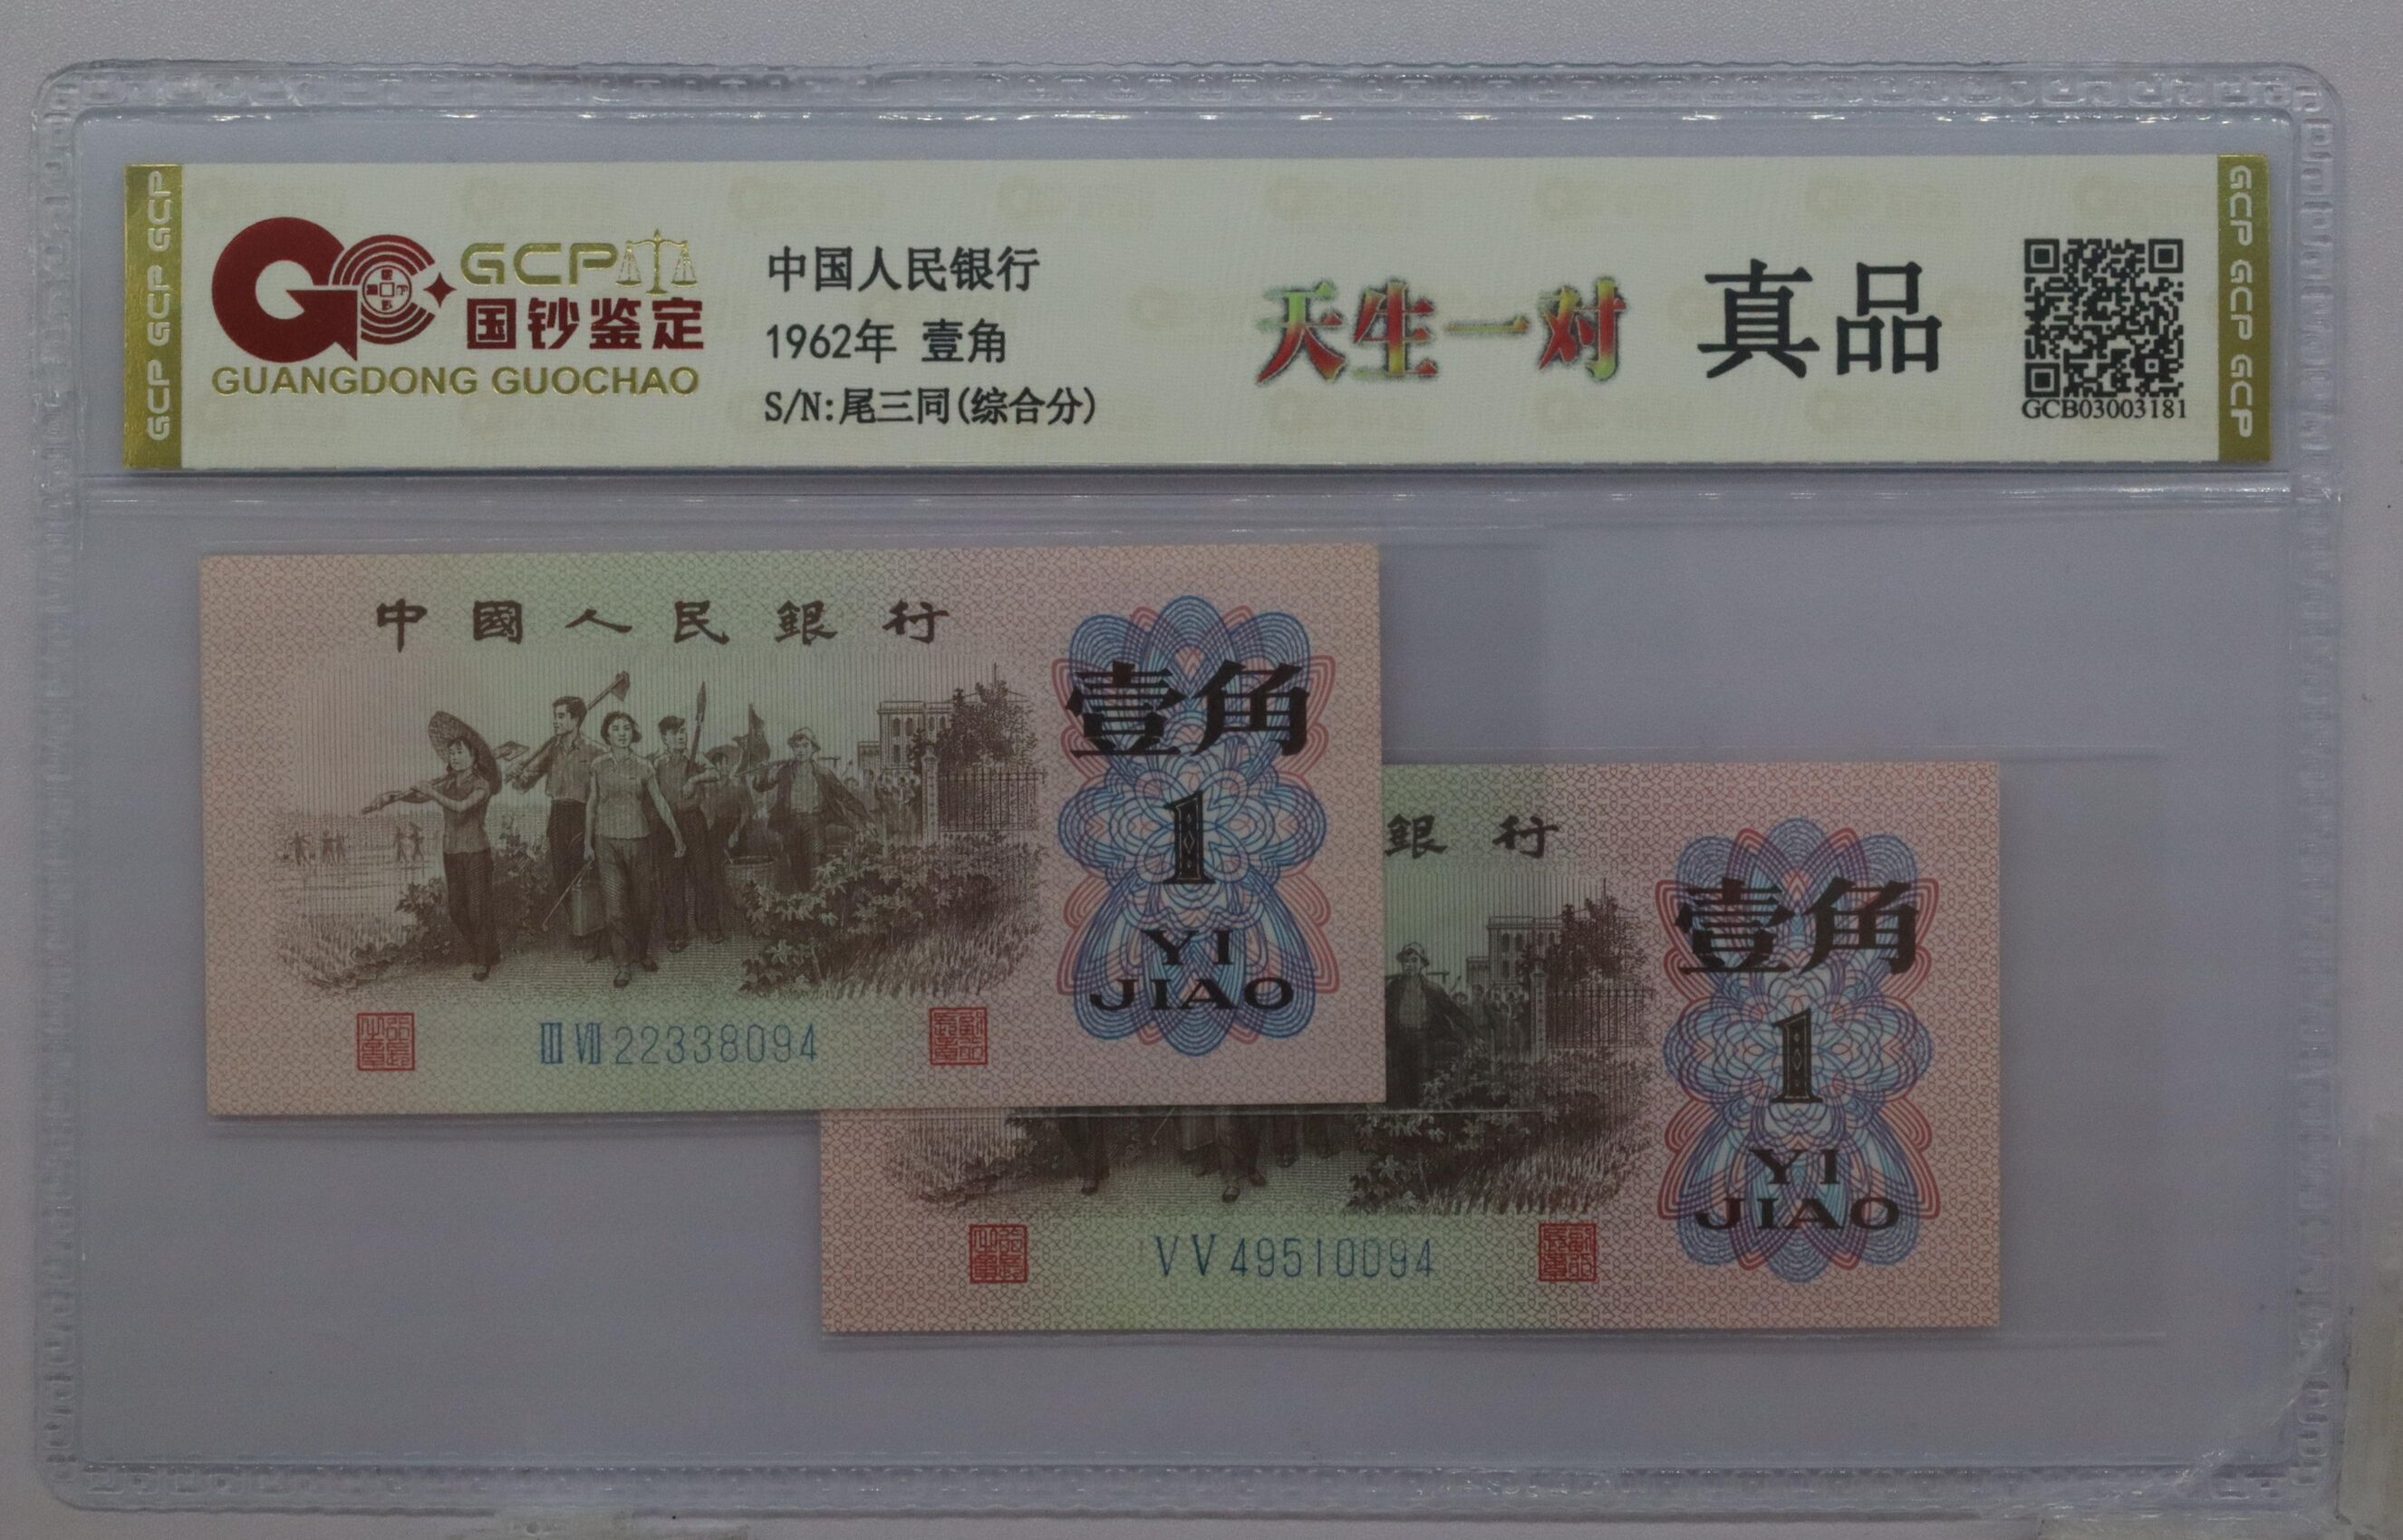 GCP GCP GCP
GCP
国钞鉴定
GUANGDONG GUOCHAO
中国人民银行
1962年 壹角
S/N:尾三同(综合分)
天生一对
真品
GCB03003181
GCP GCP GCP
中國人民銀行
壹角
1
YI
JIAO
III VII 22338094
銀行
壹角
1
YI
JIAO
V V 49510094